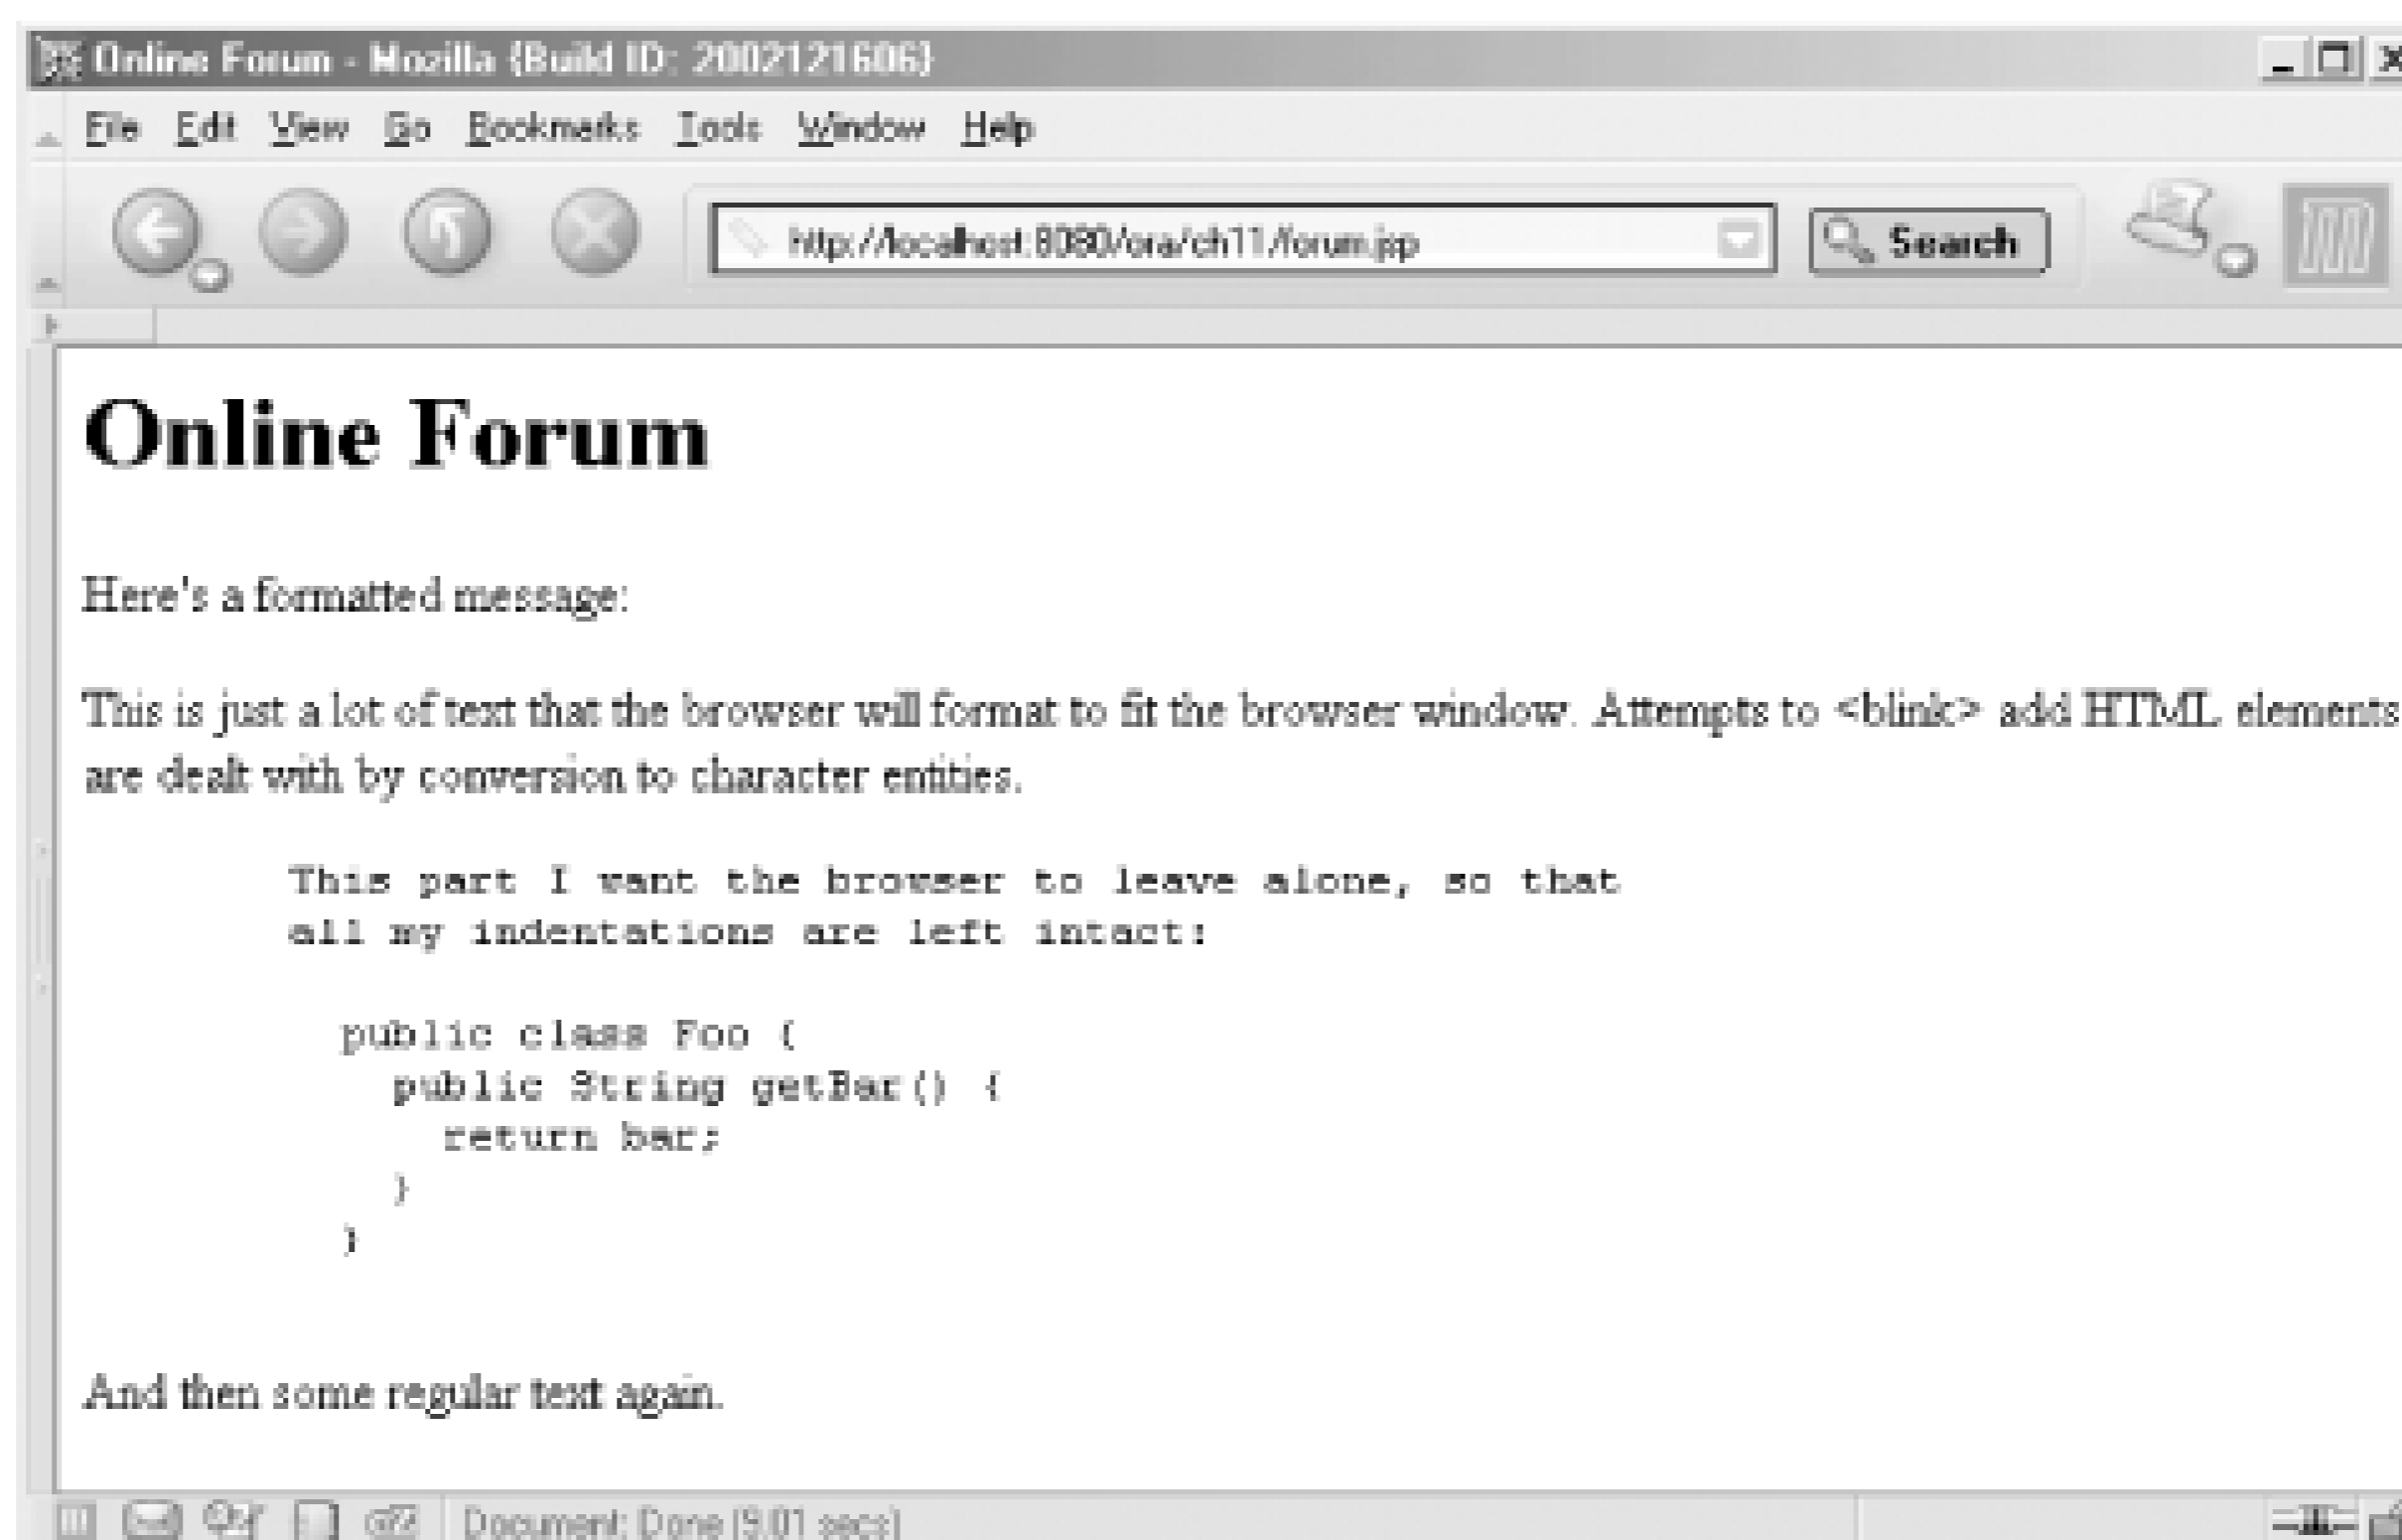 Online Forum - Mozilla {Build ID: 2002121606}
File Edit View Go Bookmarks Tools Window Help
http://localhost:8080/ora/ch11/forum.jsp Search
Online Forum
Here's a formatted message:
This is just a lot of text that the browser will format to fit the browser window. Attempts to <blink> add HTML elements
are dealt with by conversion to character entities.
This part I want the browser to leave alone, so that
all my indentations are left intact:
public class Foo {
public String getBar() {
return bar;
}
}
And then some regular text again.
Document: Done (9.01 secs)